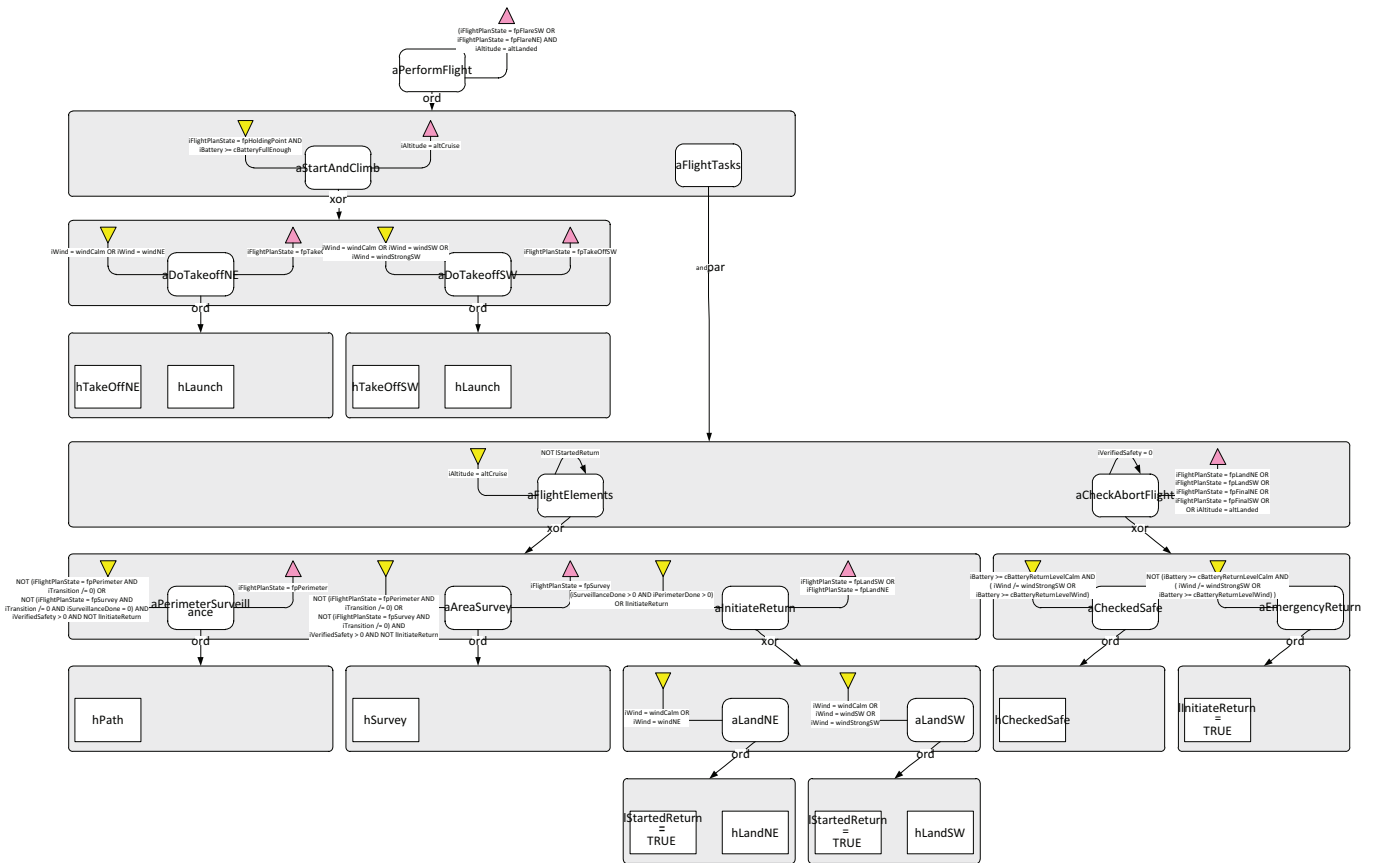 (iFlightPlanState = fpFlareSW OR
iFlightPlanState = fpFlareNE) AND
iAltitude = altLanded
aPerformFlight
ord
iFlightPlanState = fpHoldingPoint AND
iBattery >= cBatteryFullEnough
iAltitude = altCruise
aStartAndClimb
aFlightTasks
xor
iWind = windCalm OR iWind = windNE
iFlightPlanState = fpTakeO
iWind = windCalm OR iWind = windSW OR
iWind = windStrongSW
iFlightPlanState = fpTakeOffSW
aDoTakeoffNE
aDoTakeoffSW
and par
ord
ord
hTakeOffNE
hLaunch
hTakeOffSW
hLaunch
NOT lStartedReturn
iAltitude = altCruise
aFlightElements
iVerifiedSafety = 0
aCheckAbortFlight
iFlightPlanState = fpLandNE OR
iFlightPlanState = fpLandSW OR
iFlightPlanState = fpFinalNE OR
iFlightPlanState = fpFinalSW OR
OR iAltitude = altLanded
xor
xor
NOT (iFlightPlanState = fpPerimeter AND
iTransition /= 0) OR
NOT (iFlightPlanState = fpSurvey AND
iTransition /= 0 AND iSurveillanceDone = 0) AND
iVerifiedSafety > 0 AND NOT lInitiateReturn
iFlightPlanState = fpPerimeter
aPerimeterSurveill
ance
NOT (iFlightPlanState = fpPerimeter AND
iTransition /= 0) OR
NOT (iFlightPlanState = fpSurvey AND
iTransition /= 0) AND
iVerifiedSafety > 0 AND NOT lInitiateReturn
iFlightPlanState = fpSurvey
aAreaSurvey
(iSurveillanceDone > 0 AND iPerimeterDone > 0)
OR lInitiateReturn
iFlightPlanState = fpLandSW OR
iFlightPlanState = fpLandNE
aInitiateReturn
iBattery >= cBatteryReturnLevelCalm AND
( iWind /= windStrongSW OR
iBattery >= cBatteryReturnLevelWind)
aCheckedSafe
NOT (iBattery >= cBatteryReturnLevelCalm AND
( iWind /= windStrongSW OR
iBattery >= cBatteryReturnLevelWind) )
aEmergencyReturn
ord
ord
xor
ord
ord
hPath
hSurvey
iWind = windCalm OR
iWind = windNE
aLandNE
iWind = windCalm OR
iWind = windSW OR
iWind = windStrongSW
aLandSW
hCheckedSafe
lInitiateReturn
=
TRUE
ord
ord
lStartedReturn
=
TRUE
hLandNE
lStartedReturn
=
TRUE
hLandSW